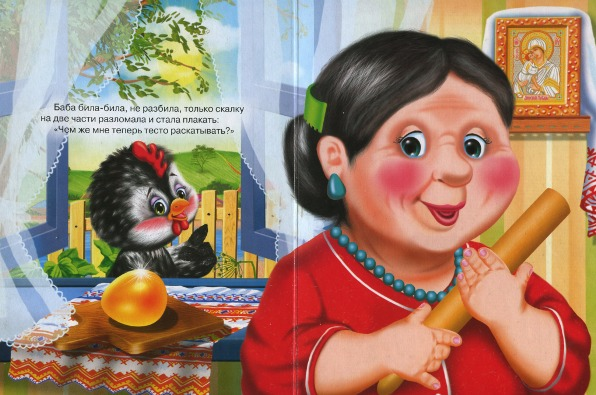 Баба била-била, не разбила, только скалку
на две части разломала и стала плакать:
«Чем же мне теперь тесто раскатывать?»